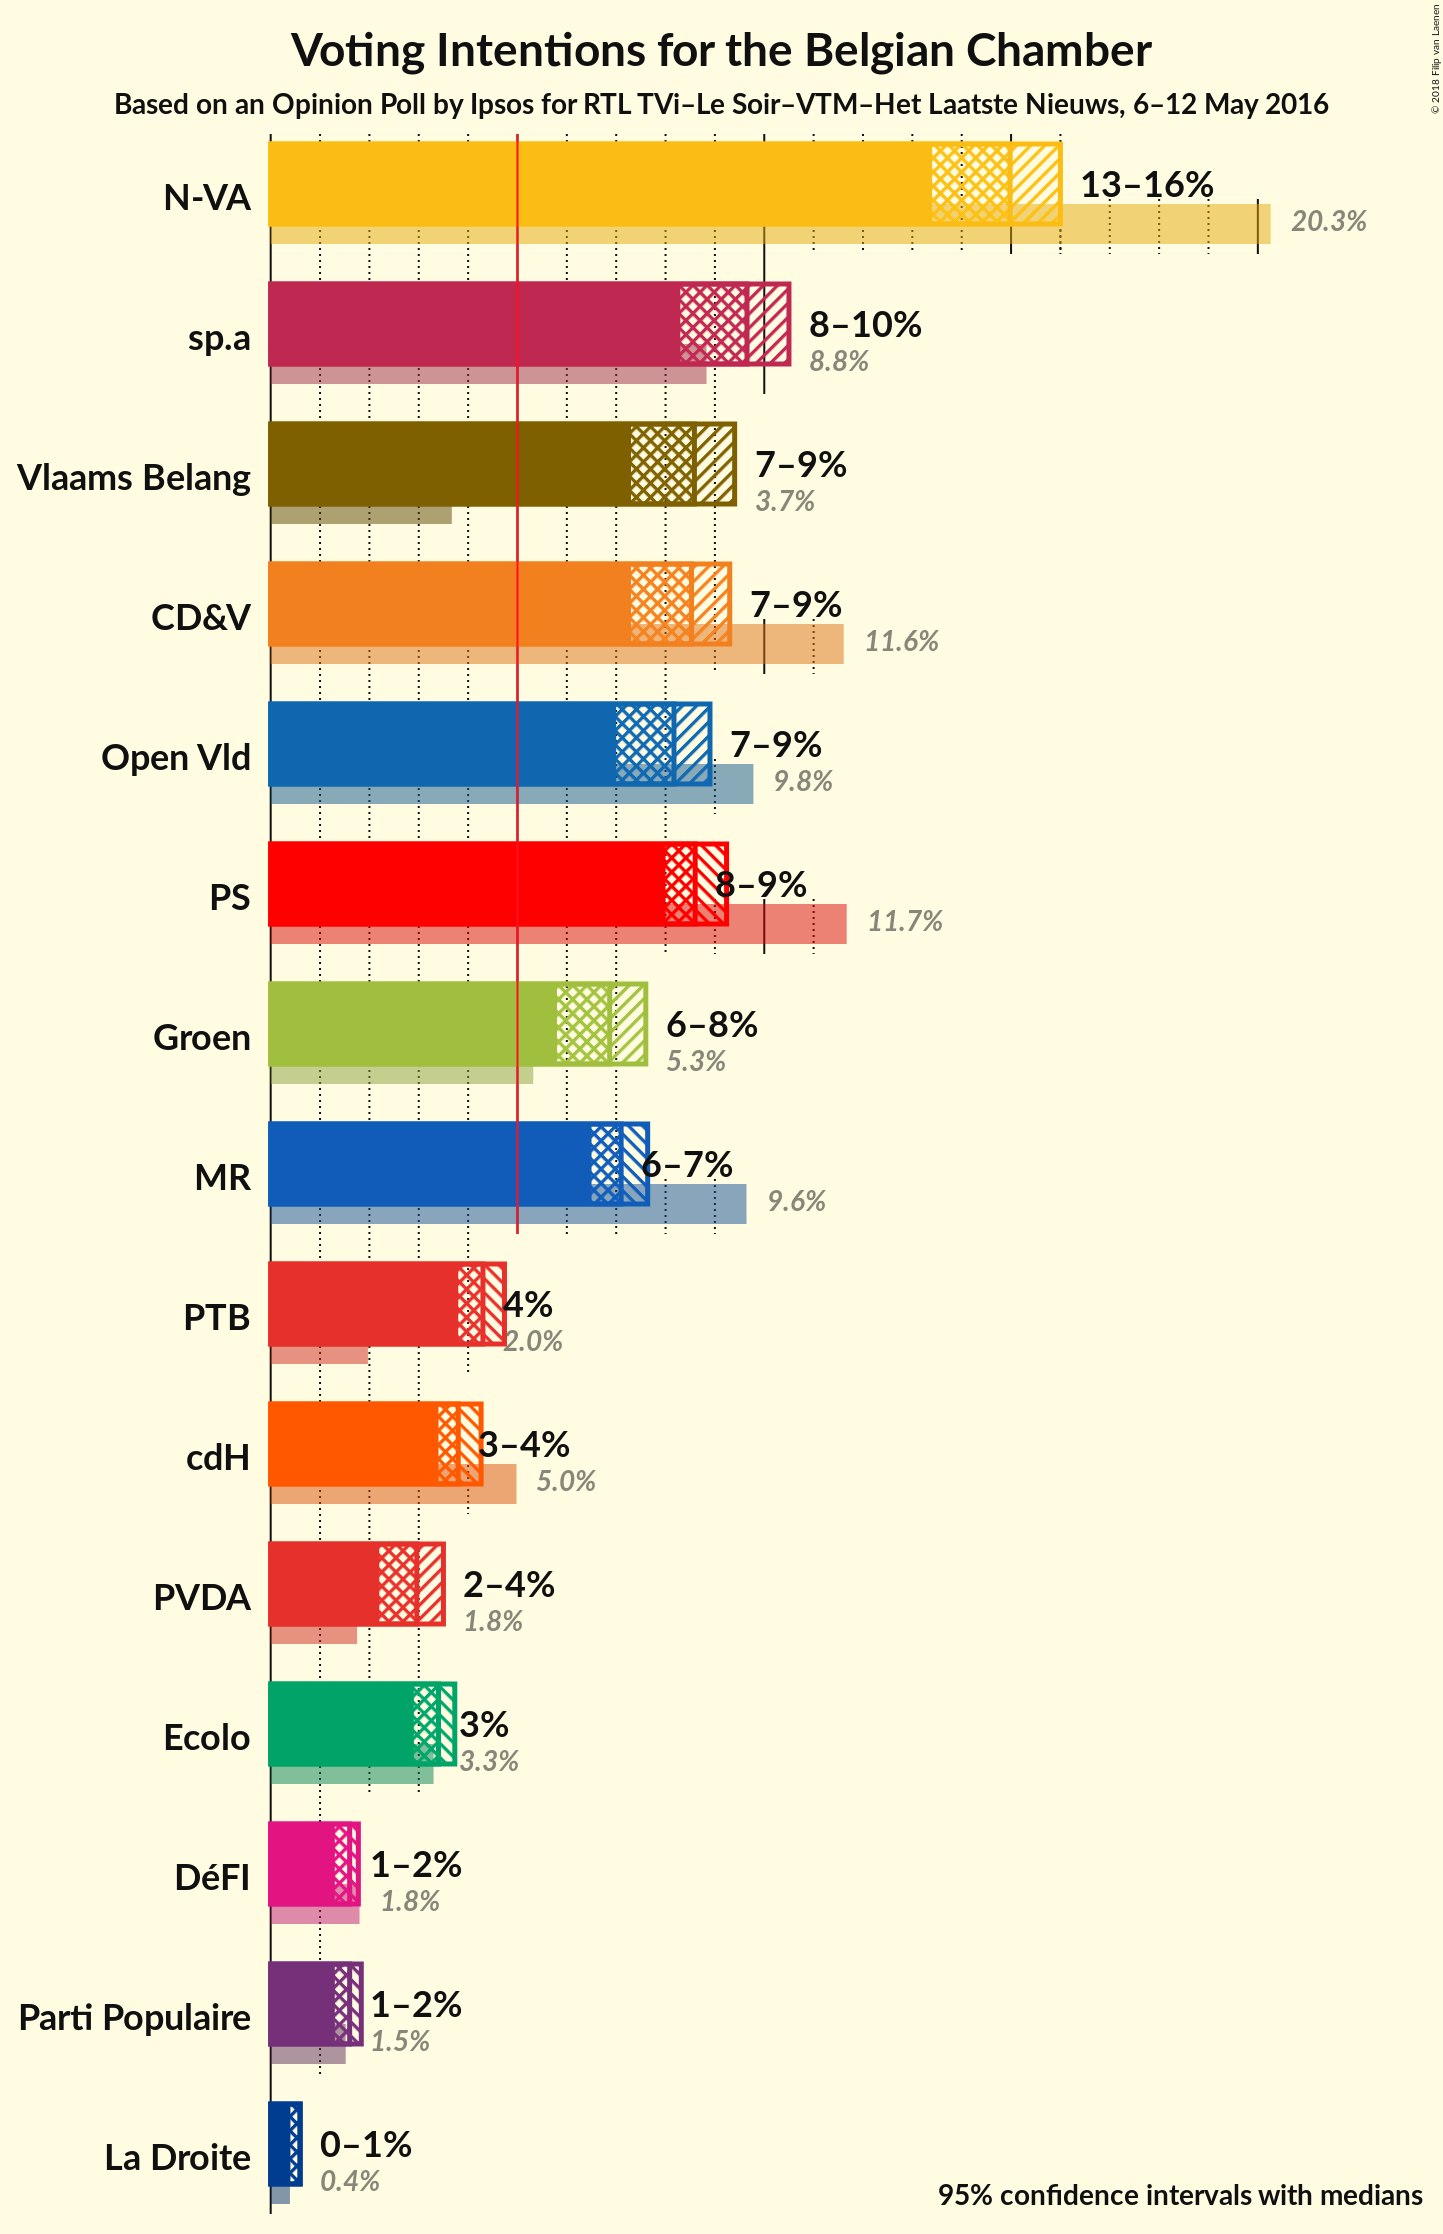 © 2018 Filip van Laenen
Voting Intentions for the Belgian Chamber
Based on an Opinion Poll by Ipsos for RTL TVi–Le Soir–VTM–Het Laatste Nieuws, 6–12 May 2016
N-VA
13–16%
20.3%
sp.a
8–10%
8.8%
Vlaams Belang
7–9%
3.7%
CD&V
7–9%
11.6%
Open Vld
7–9%
9.8%
PS
8–9%
11.7%
Groen
6–8%
5.3%
MR
6–7%
9.6%
PTB
4%
2.0%
cdH
3–4%
5.0%
PVDA
2–4%
1.8%
Ecolo
3%
3.3%
DéFI
1–2%
1.8%
Parti Populaire
1–2%
1.5%
La Droite
0–1%
0.4%
95% confidence intervals with medians